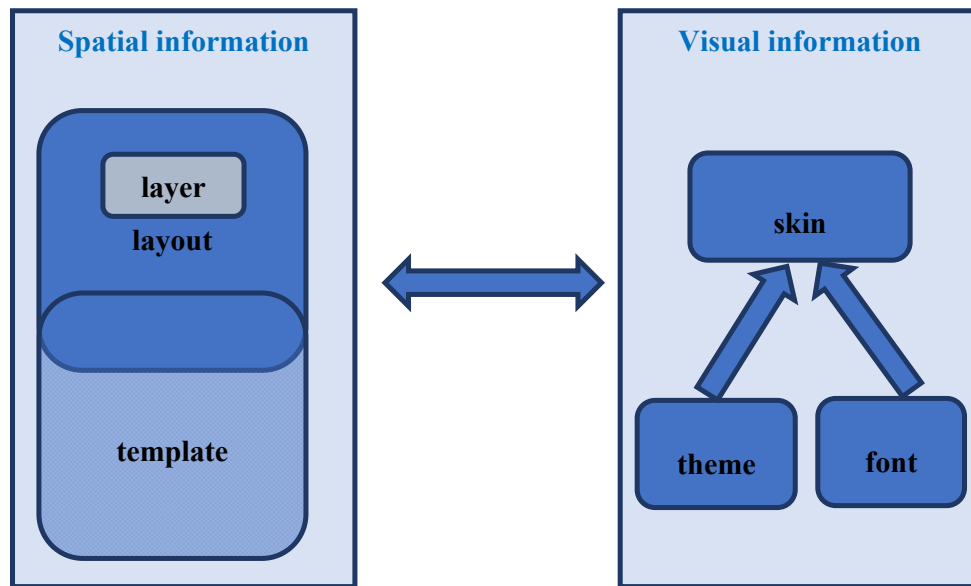 Spatial information
layer
layout
template
Visual information
skin
theme
font